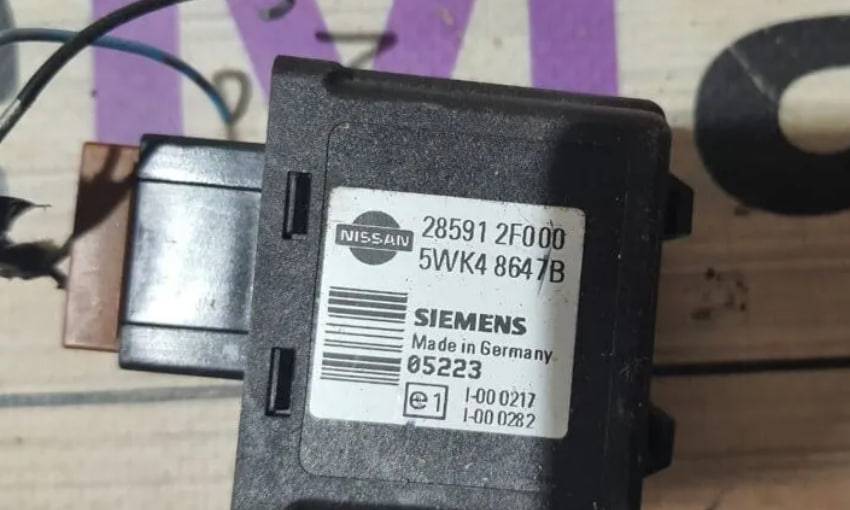 NISSAN
28591 2F000
5WK4 8647B
SIEMENS
Made in Germany
05223
e1
I-00 0217
I-00 0282